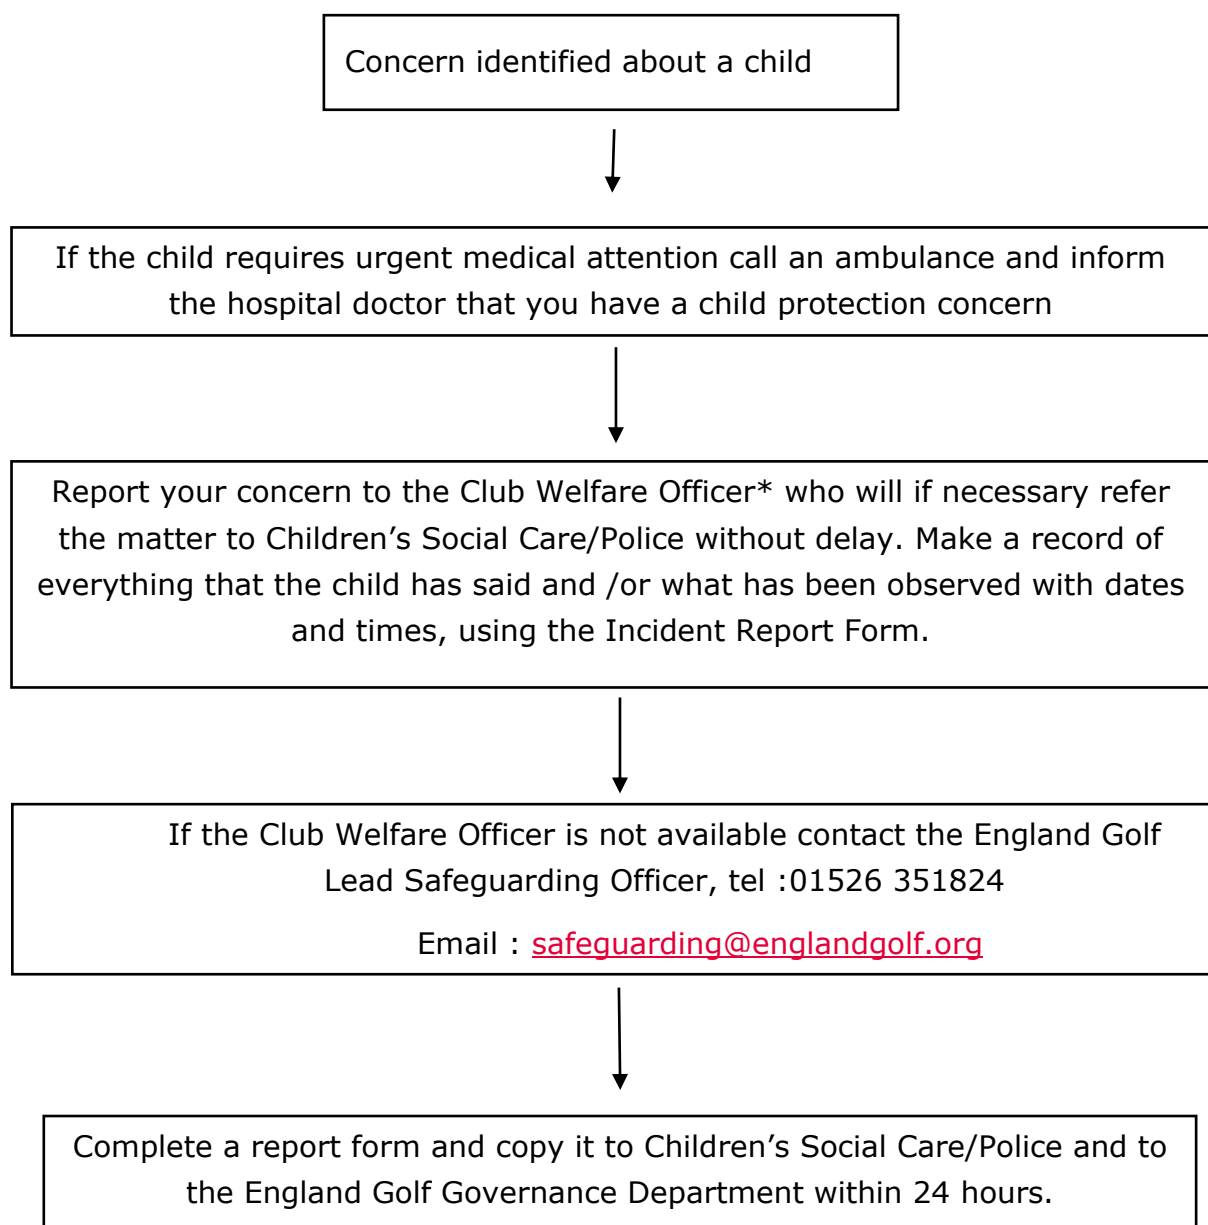 Concern identified about a child
If the child requires urgent medical attention call an ambulance and inform
the hospital doctor that you have a child protection concern
Report your concern to the Club Welfare Officer* who will if necessary refer
the matter to Children’s Social Care/Police without delay. Make a record of
everything that the child has said and /or what has been observed with dates
and times, using the Incident Report Form.
If the Club Welfare Officer is not available contact the England Golf
Lead Safeguarding Officer, tel :01526 351824
Email : safeguarding@englandgolf.org
Complete a report form and copy it to Children’s Social Care/Police and to
the England Golf Governance Department within 24 hours.